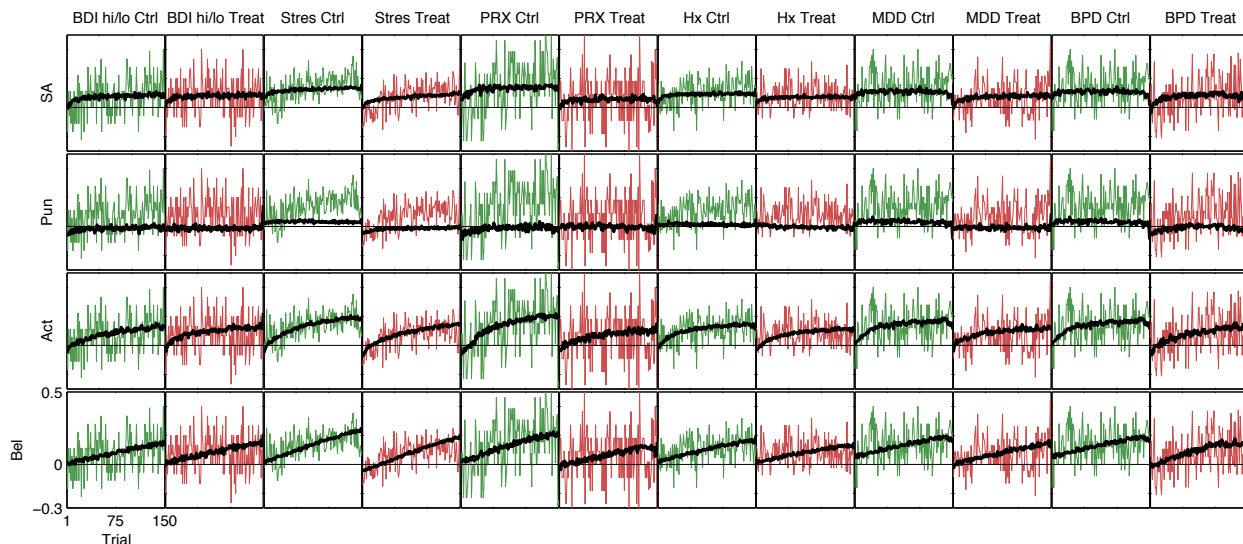 BDI hi/lo Ctrl BDI hi/lo Treat Stres Ctrl Stres Treat PRX Ctrl PRX Treat Hx Ctrl Hx Treat MDD Ctrl MDD Treat BPD Ctrl BPD Treat
SA
Pun
Act
Bel
0.5
0
−0.3
1 75 150
Trial